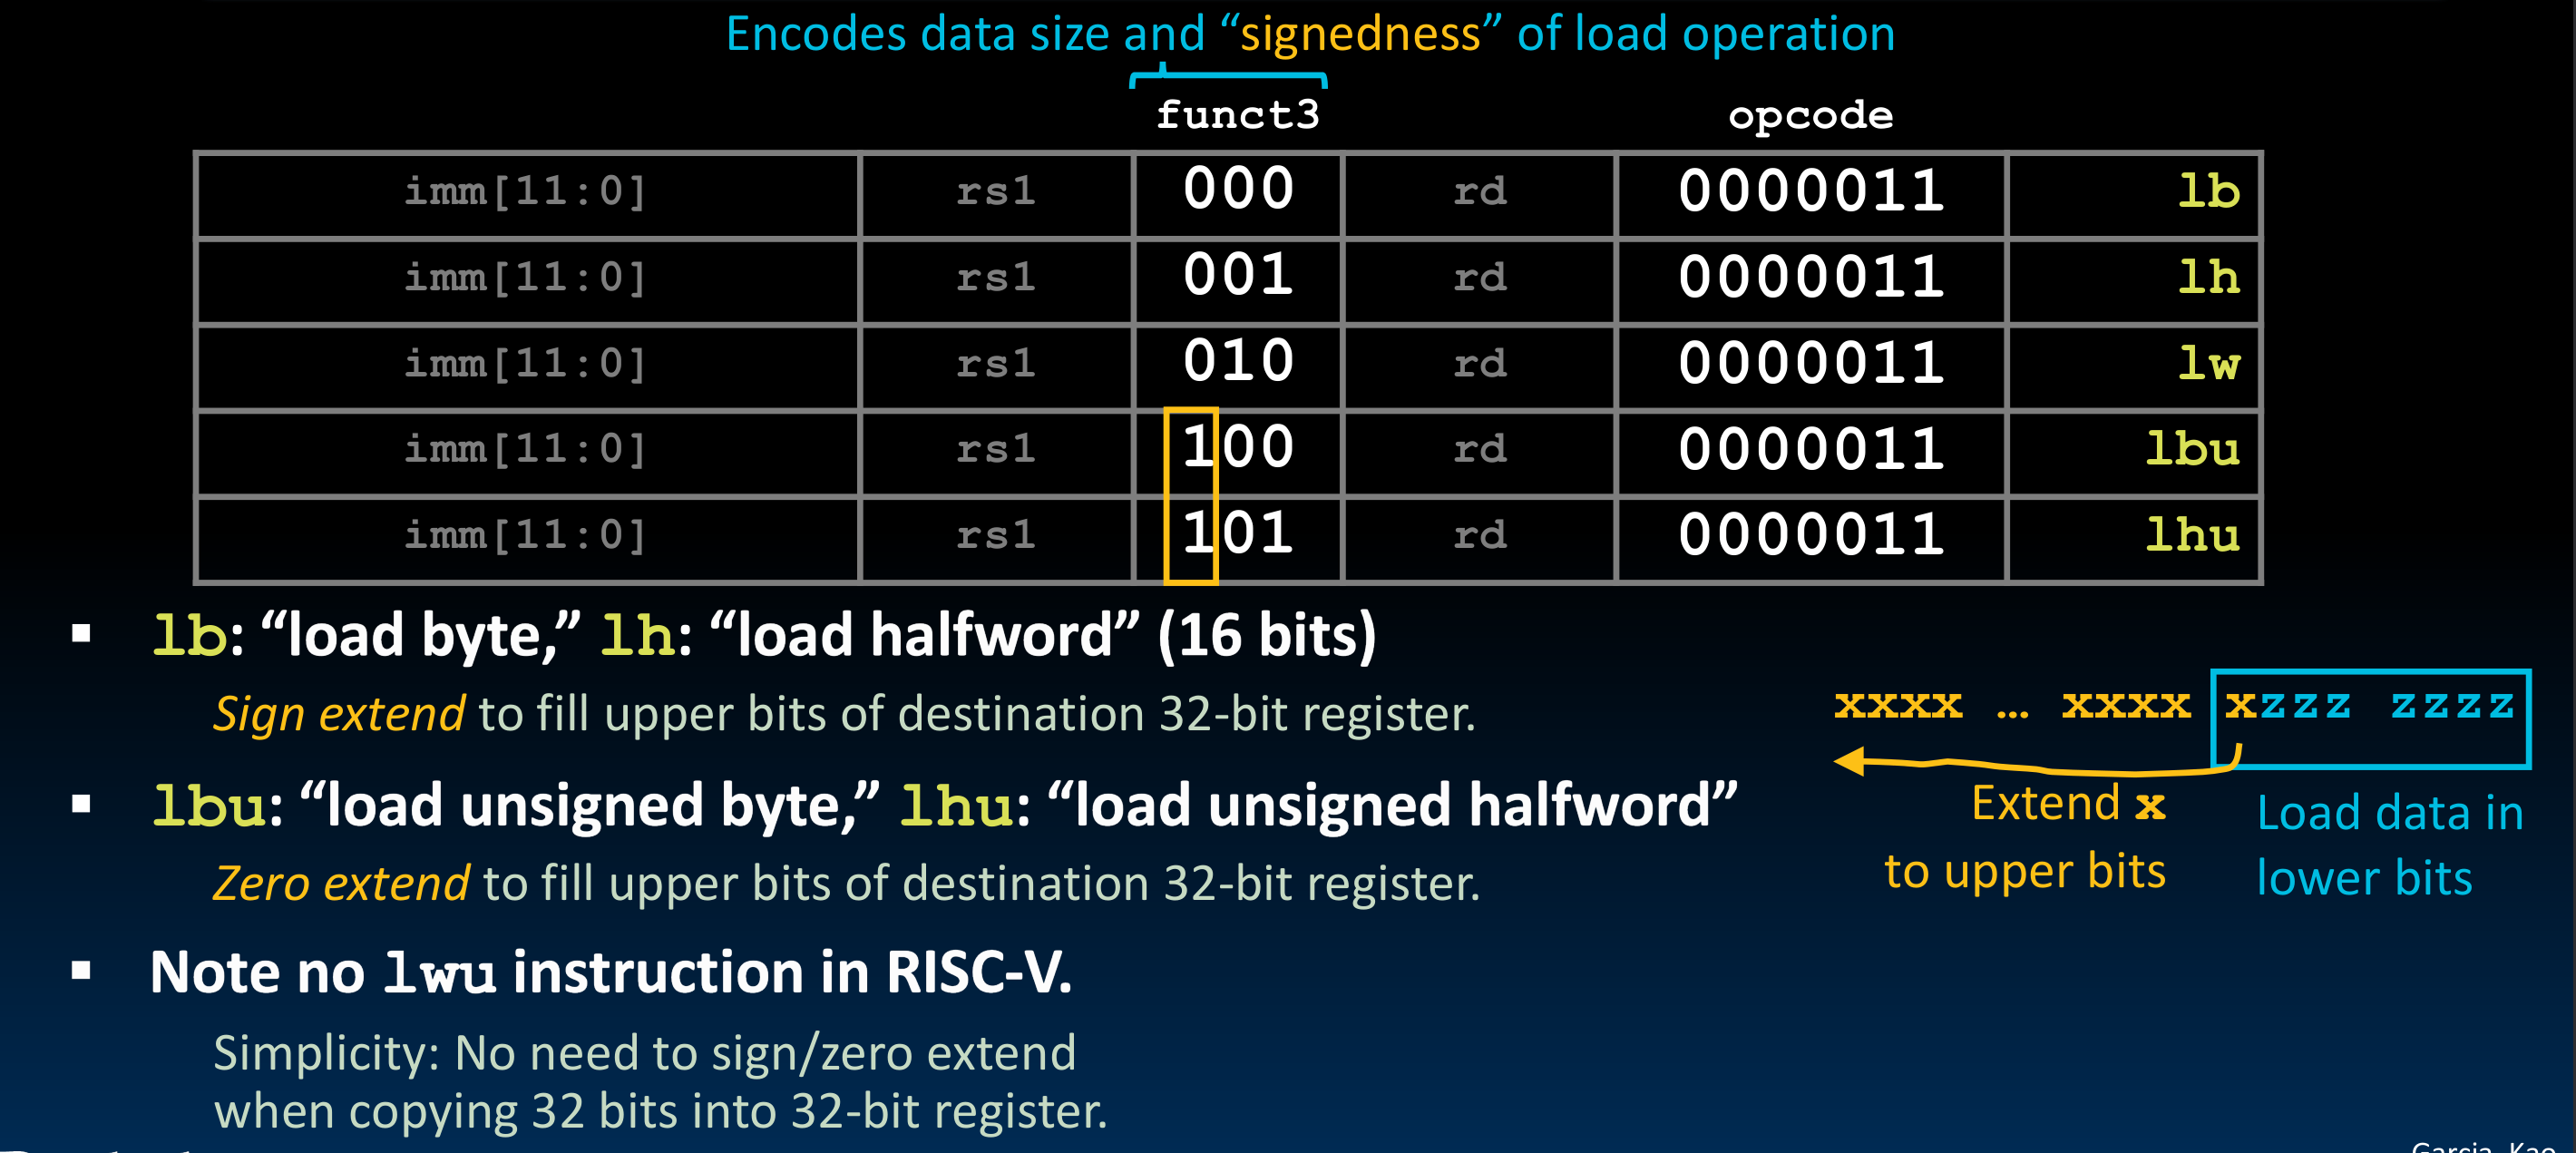 Encodes data size and “signedness” of load operation
funct3 opcode
imm[11:0] rs1 000 rd 0000011 lb
imm[11:0] rs1 001 rd 0000011 lh
imm[11:0] rs1 010 rd 0000011 lw
imm[11:0] rs1 100 rd 0000011 lbu
imm[11:0] rs1 101 rd 0000011 lhu
▪ lb: “load byte,” lh: “load halfword” (16 bits)
Sign extend to fill upper bits of destination 32-bit register.
▪ lbu: “load unsigned byte,” lhu: “load unsigned halfword”
Zero extend to fill upper bits of destination 32-bit register.
▪ Note no lwu instruction in RISC-V.
Simplicity: No need to sign/zero extend
when copying 32 bits into 32-bit register.
xxxx … xxxx xzzz zzzz
Extend x
to upper bits
Load data in
lower bits
Garcia, Kao